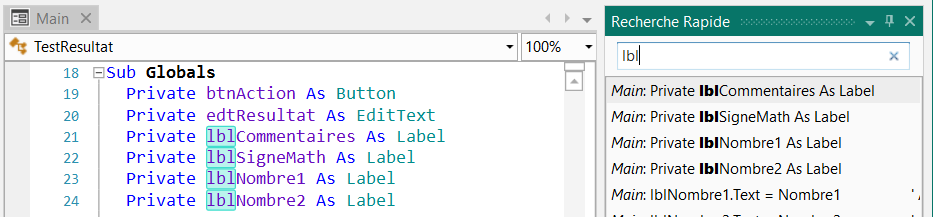 Main
TestResultat
100%
18 Sub Globals
19 Private btnAction As Button
20 Private edtResultat As EditText
21 Private lblCommentaires As Label
22 Private lblSigneMath As Label
23 Private lblNombre1 As Label
24 Private lblNombre2 As Label
Recherche Rapide
lbl
Main: Private lblCommentaires As Label
Main: Private lblSigneMath As Label
Main: Private lblNombre1 As Label
Main: Private lblNombre2 As Label
Main: lblNombre1.Text = Nombre1 '